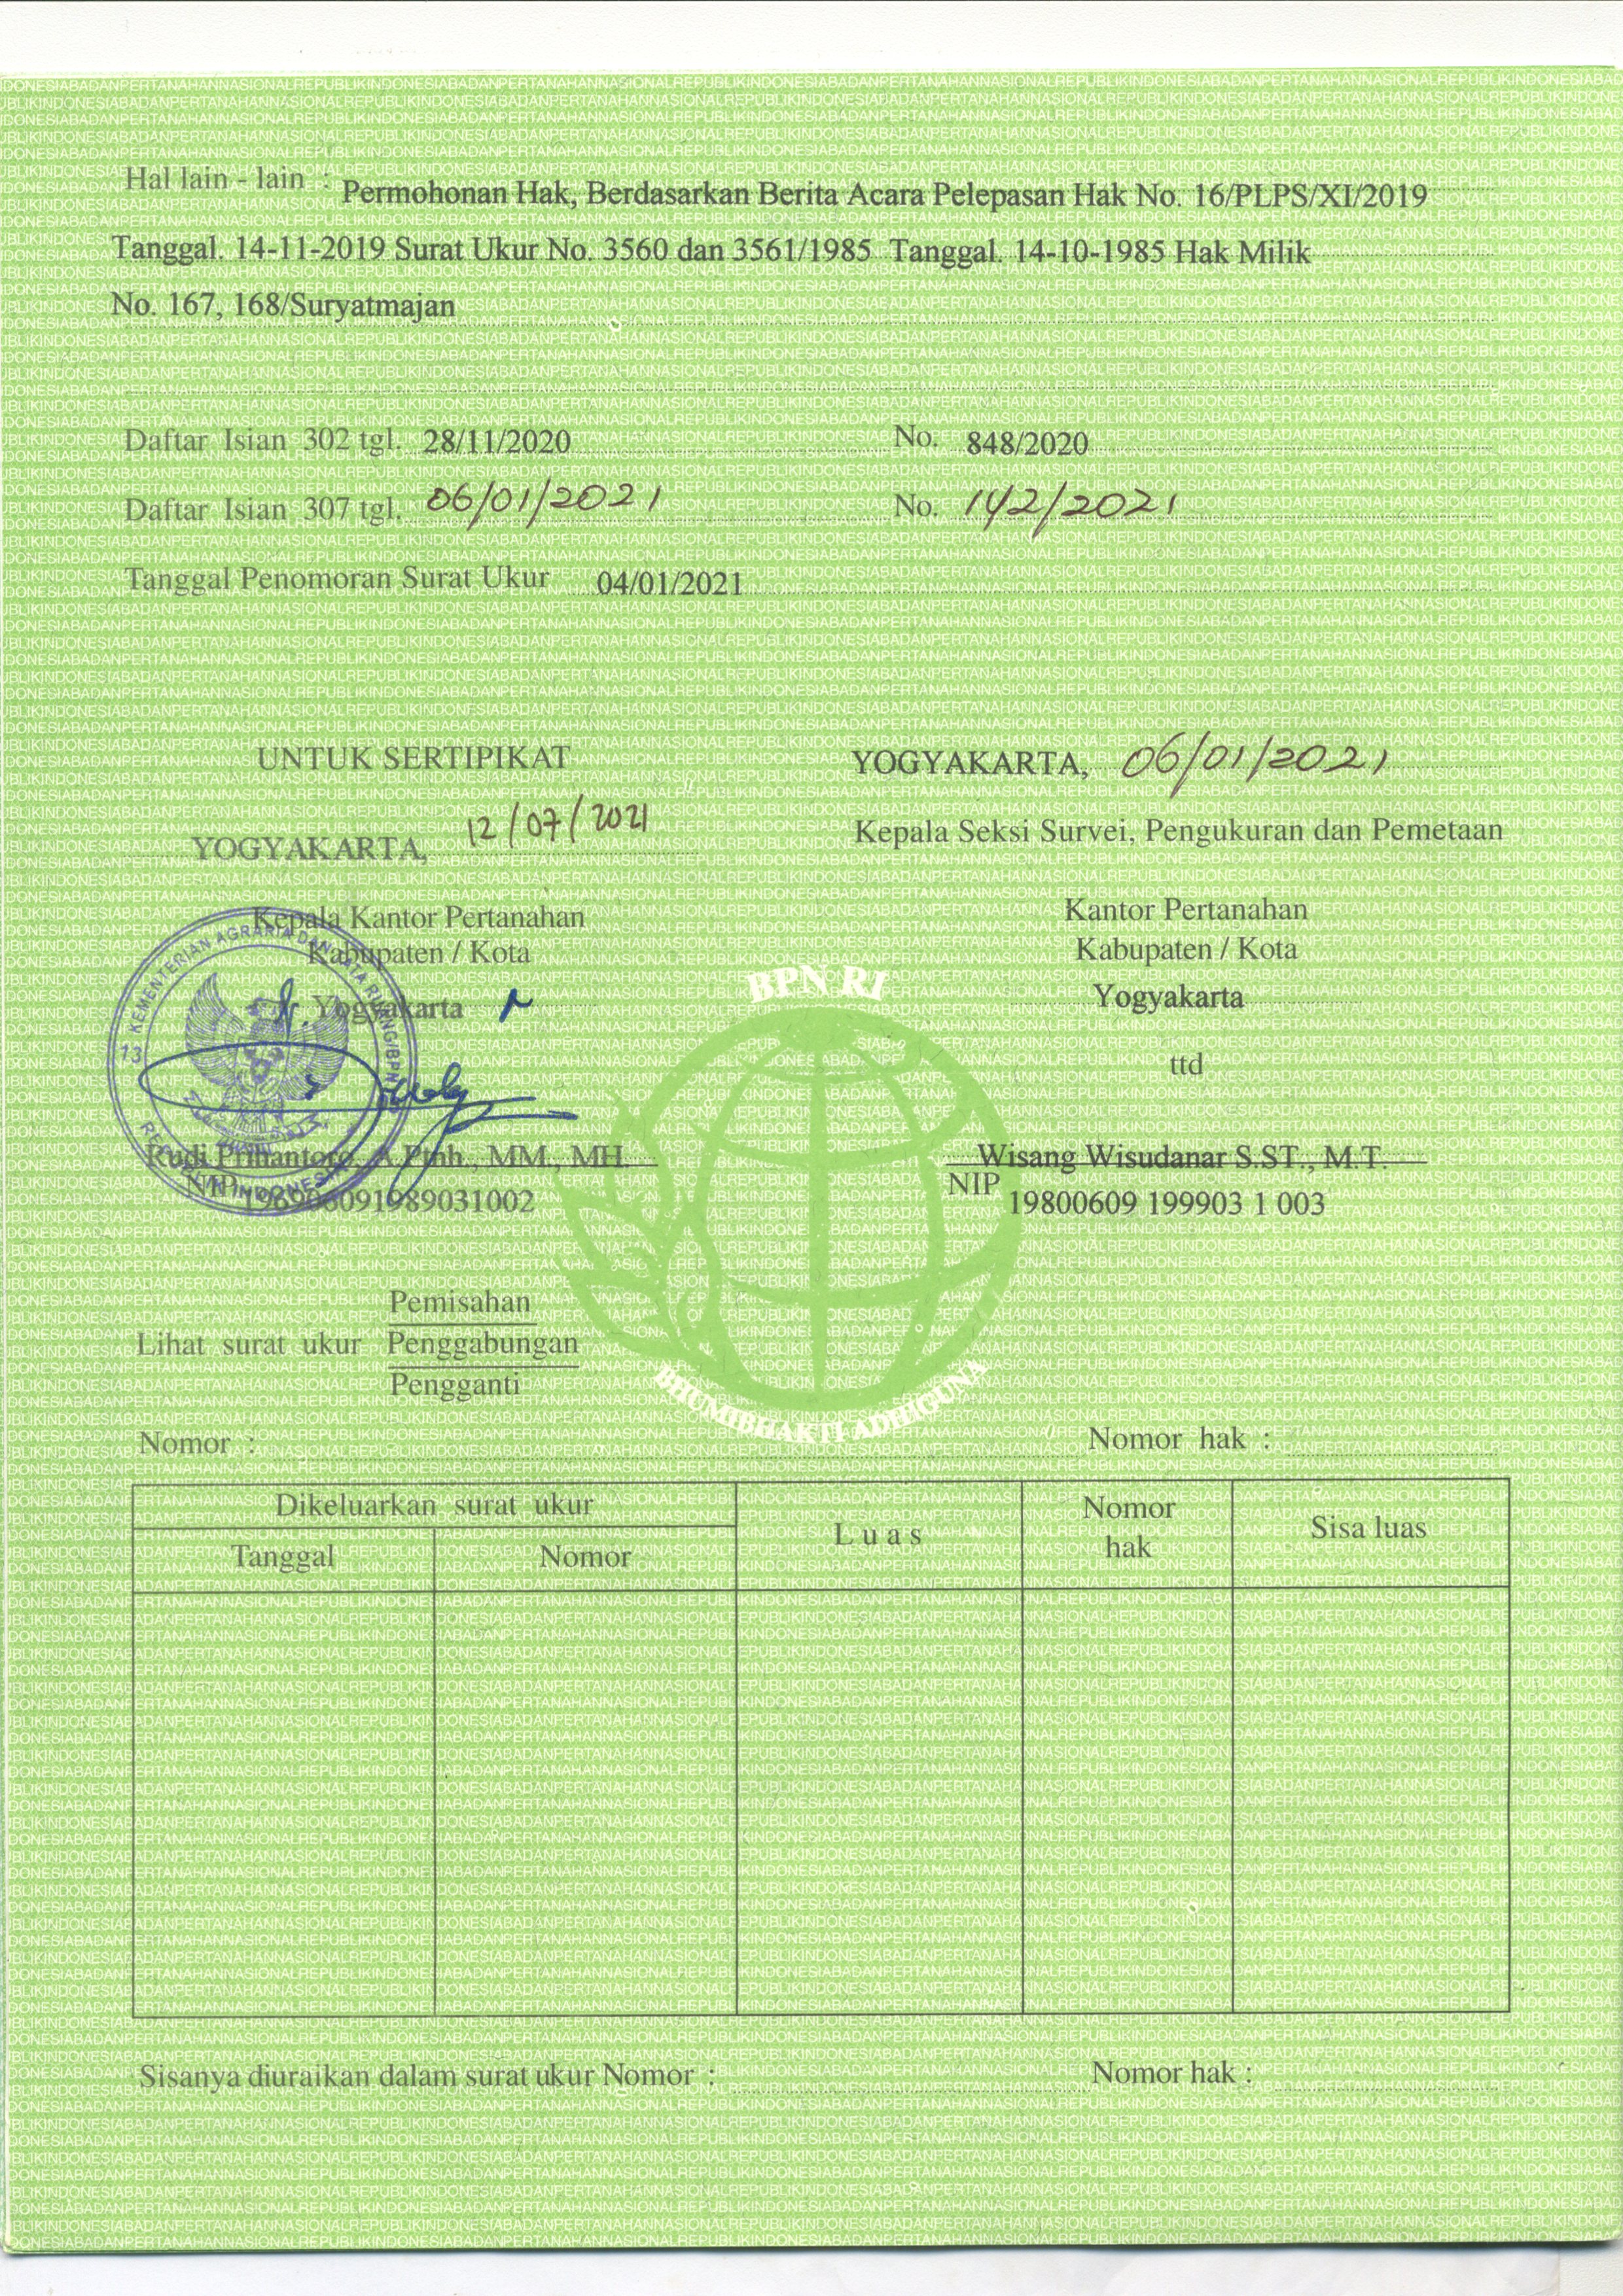 Hal lain - lain : Permohonan Hak, Berdasarkan Berita Acara Pelepasan Hak No. 16/PLPS/XI/2019
Tanggal. 14-11-2019 Surat Ukur No. 3560 dan 3561/1985 Tanggal. 14-10-1985 Hak Milik
No. 167, 168/Suryatmajan
Daftar Isian 302 tgl. 28/11/2020 No. 848/2020
Daftar Isian 307 tgl. 06/01/2021 No. 142/2021
Tanggal Penomoran Surat Ukur 04/01/2021
UNTUK SERTIPIKAT
YOGYAKARTA, 12/07/2021
Kepala Kantor Pertanahan
Kabupaten / Kota
Yogyakarta
KEMENTERIAN AGRARIA DAN TATA RUANG/BPN
13
REPUBLIK INDONESIA
Rudi Prihantoro, A.Ptnh., MM., MH.
NIP 196906091989031002
YOGYAKARTA, 06/01/2021
Kepala Seksi Survei, Pengukuran dan Pemetaan
Kantor Pertanahan
Kabupaten / Kota
Yogyakarta
ttd
Wisang Wisudanar S.ST., M.T.
NIP 19800609 199903 1 003
BPN RI
BHUMIBHAKTI ADHIGUNA
Pemisahan
Lihat surat ukur Penggabungan
Pengganti
Nomor : Nomor hak :
Dikeluarkan surat ukur
Tanggal Nomor
Luas
Nomor
hak
Sisa luas
Sisanya diuraikan dalam surat ukur Nomor : Nomor hak :